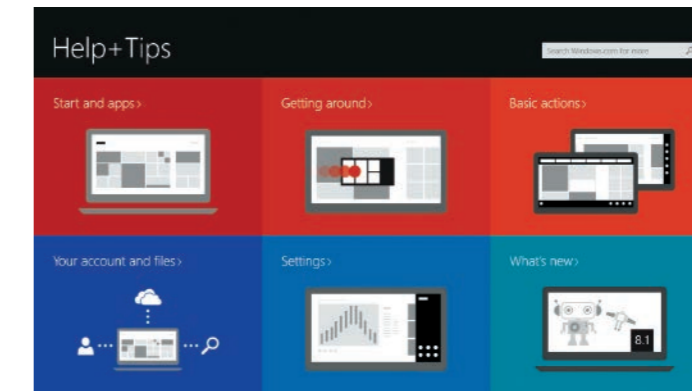 Help+Tips
Search Windows.com for more
Start and apps›
Getting around›
Basic actions›
Your account and files›
Settings›
What's new›
8.1